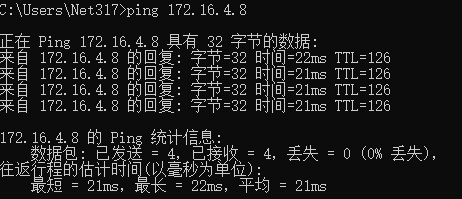 C:\Users\Net317>ping 172.16.4.8
正在 Ping 172.16.4.8 具有 32 字节的数据:
来自 172.16.4.8 的回复: 字节=32 时间=22ms TTL=126
来自 172.16.4.8 的回复: 字节=32 时间=21ms TTL=126
来自 172.16.4.8 的回复: 字节=32 时间=21ms TTL=126
来自 172.16.4.8 的回复: 字节=32 时间=21ms TTL=126
172.16.4.8 的 Ping 统计信息:
数据包: 已发送 = 4, 已接收 = 4, 丢失 = 0 (0% 丢失),
往返行程的估计时间(以毫秒为单位):
最短 = 21ms, 最长 = 22ms, 平均 = 21ms